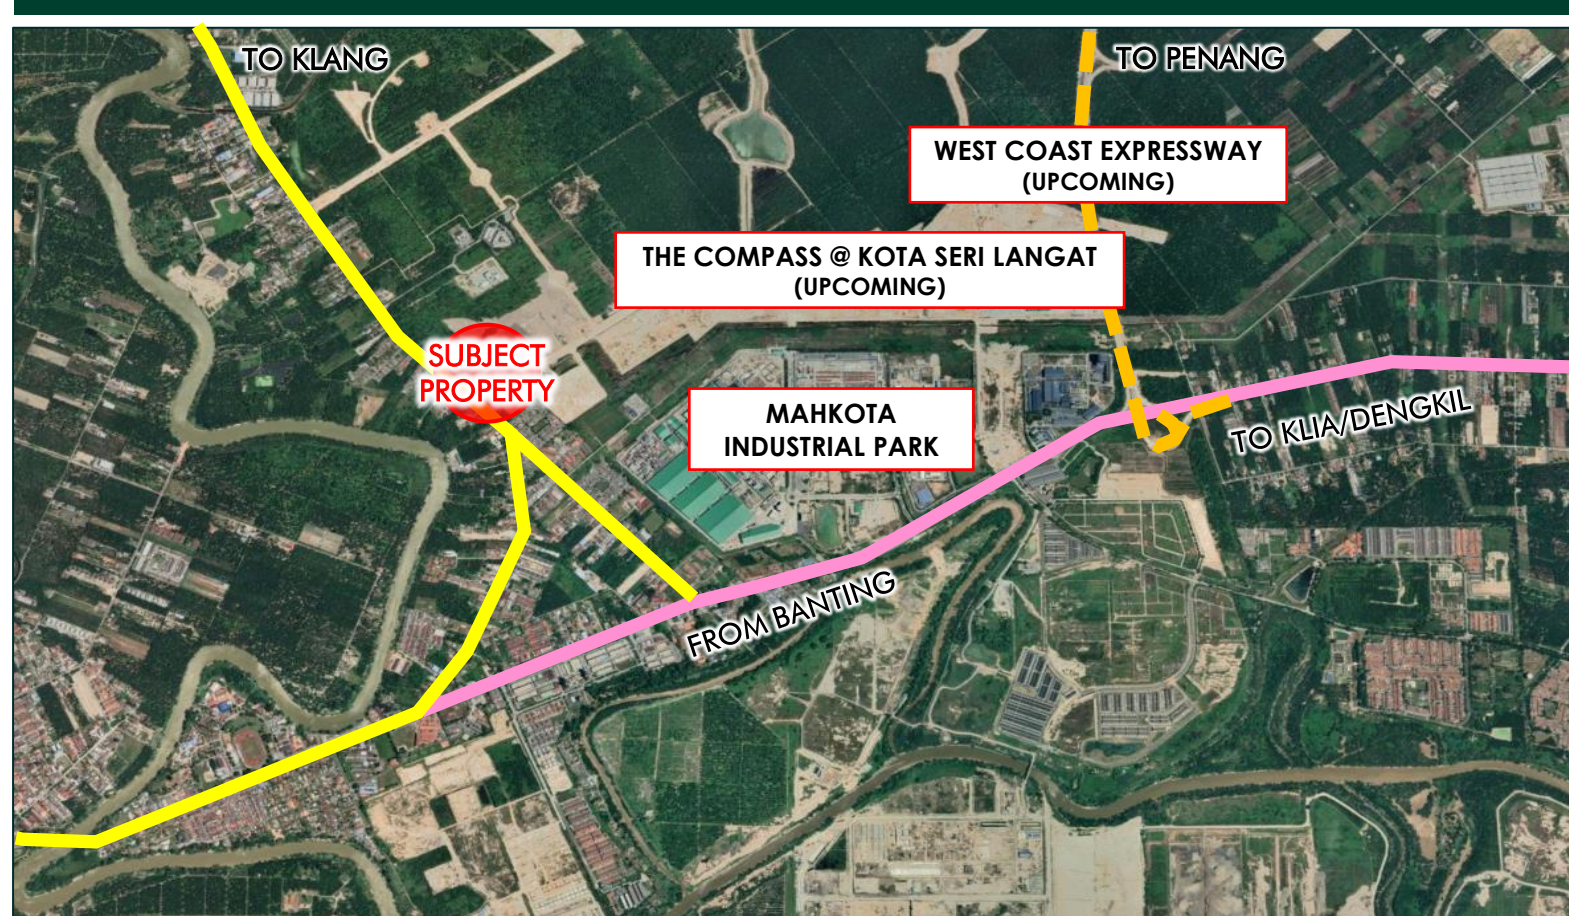 TO KLANG
TO PENANG
WEST COAST EXPRESSWAY
(UPCOMING)
THE COMPASS @ KOTA SERI LANGAT
(UPCOMING)
SUBJECT
PROPERTY
MAHKOTA
INDUSTRIAL PARK
TO KLIA/DENGKIL
FROM BANTING